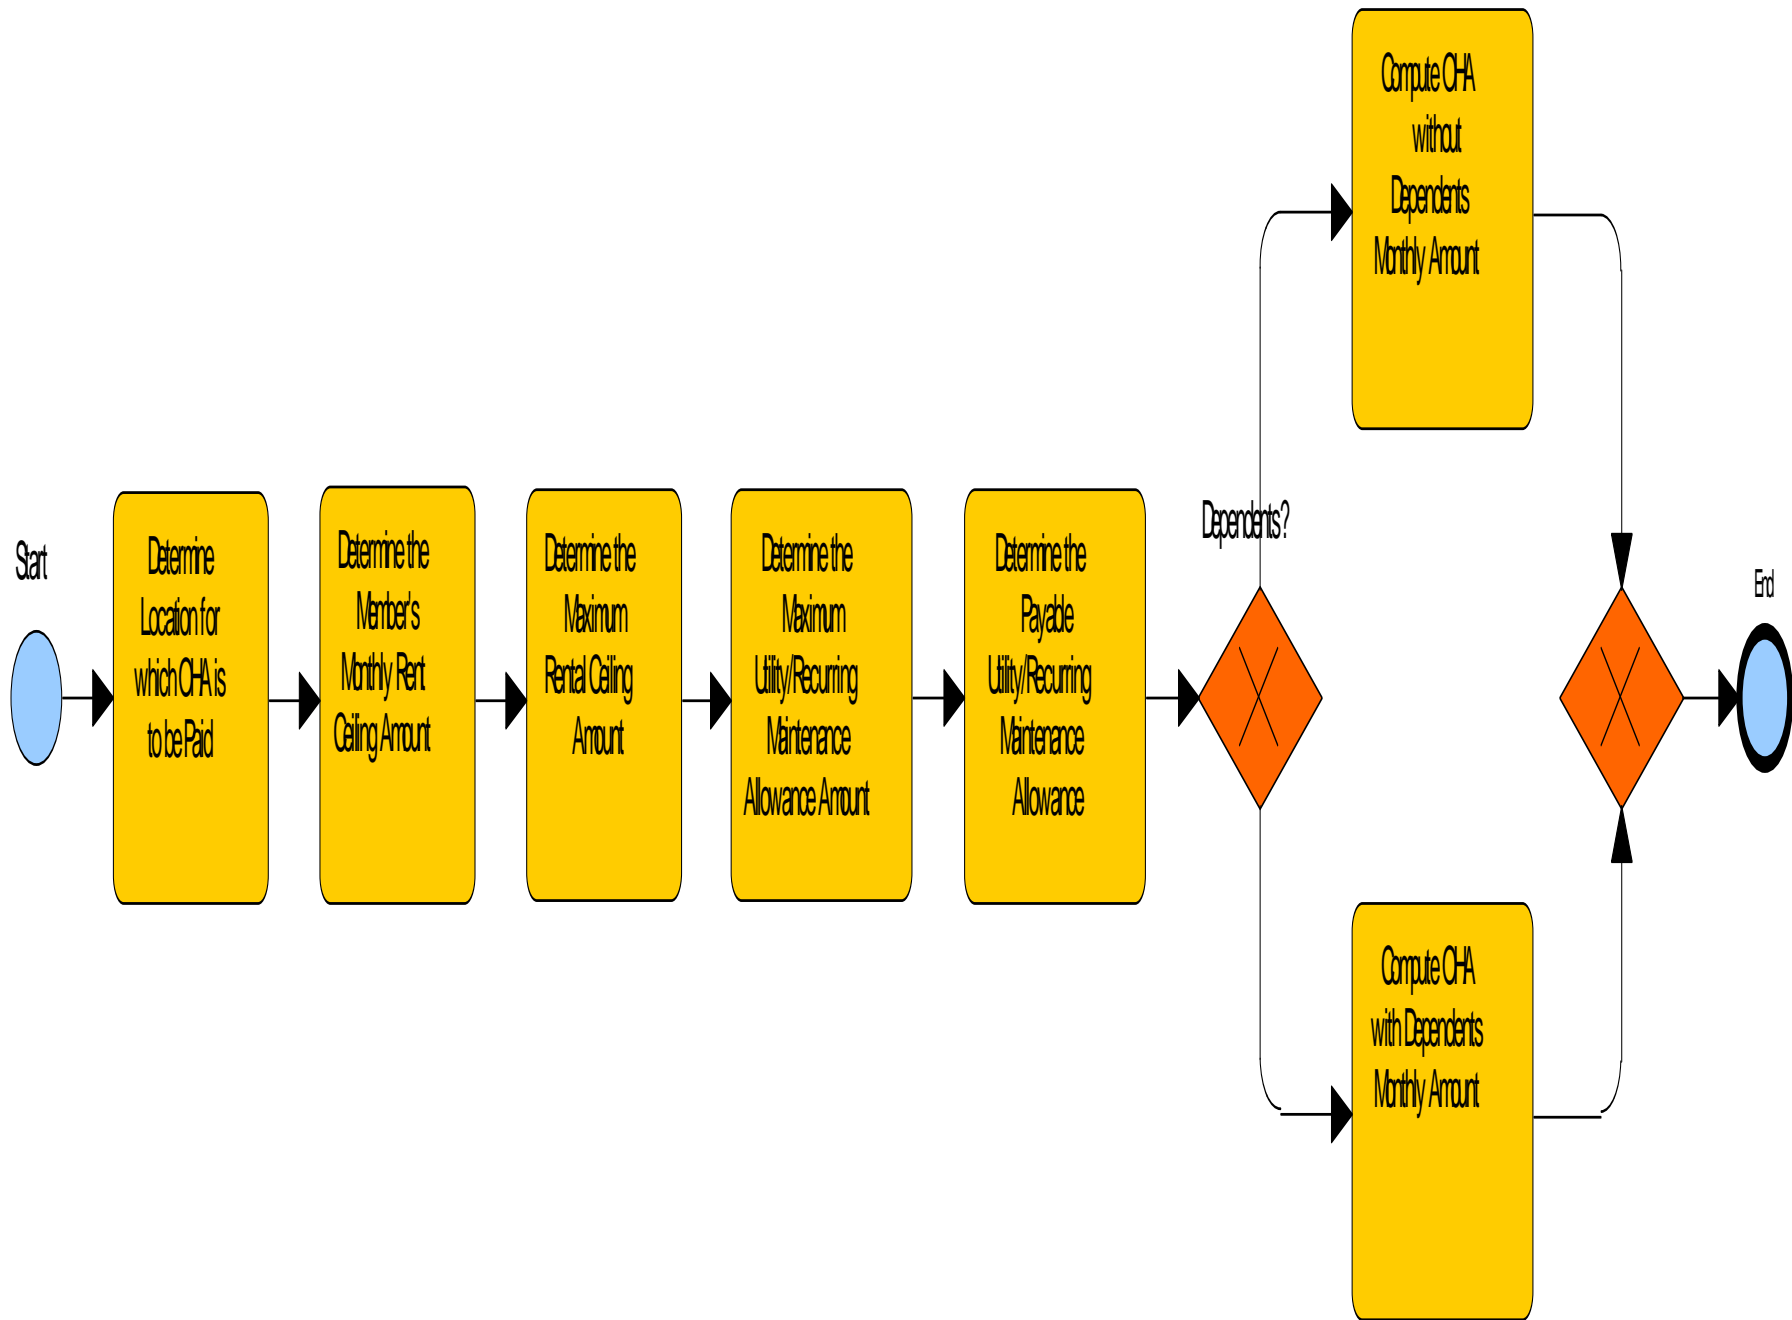 Start
Determine
Location for
which OHA is
to be Paid
Determine the
Member's
Monthly Rent
Ceiling Amount
Determine the
Maximum
Rental Ceiling
Amount
Determine the
Maximum
Utility/Recurring
Maintenance
Allowance Amount
Determine the
Payable
Utility/Recurring
Maintenance
Allowance
Dependents?
Compute OHA
without
Dependents
Monthly Amount
Compute OHA
with Dependents
Monthly Amount
End